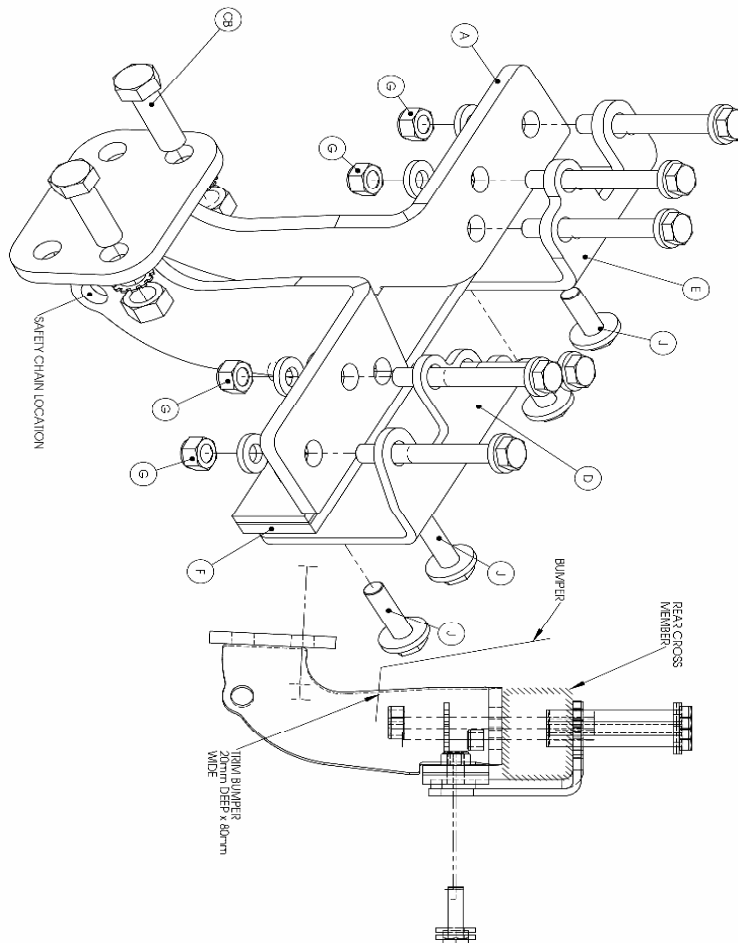 CB
A
G
G
E
J
SAFETY CHAIN LOCATION
G
D
G
F
J
J
BUMPER
REAR CROSS
MEMBER
TRIM BUMPER
20mm DEEP x 80mm
WIDE